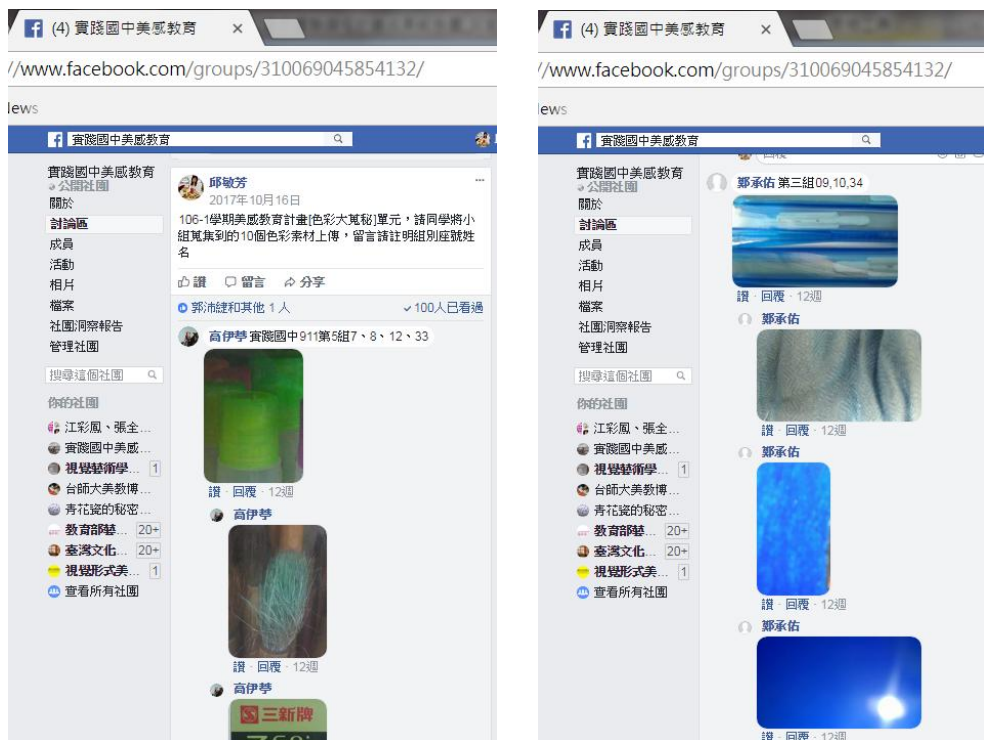 (4) 實踐國中美感教育
//www.facebook.com/groups/310069045854132/
lews
實踐國中美感教育
實踐國中美感教育
公開社團
關於
討論區
成員
活動
相片
檔案
社團洞察報告
管理社團
搜尋這個社團
你的社團
江彩鳳、張全...
實踐國中美感...
視覺藝術學... 1
台師大美教博...
青花瓷的秘密...
教育部藝... 20+
臺灣文化... 20+
視覺形式美... 1
查看所有社團
邱敏芳
2017年10月16日
106-1學期美感教育計畫[色彩大蒐秘]單元，請同學將小
組蒐集到的10個色彩素材上傳，留言請註明組別座號姓
名
讚 留言 分享
郭沛緁和其他 1 人 100人已看過
高伊孷 實踐國中911第5組7、8、12、33
讚 · 回覆 · 12週
高伊孷
讚 · 回覆 · 12週
高伊孷
三新牌
(4) 實踐國中美感教育
//www.facebook.com/groups/310069045854132/
ews
實踐國中美感教育
實踐國中美感教育
公開社團
關於
討論區
成員
活動
相片
檔案
社團洞察報告
管理社團
搜尋這個社團
你的社團
江彩鳳、張全...
實踐國中美感...
視覺藝術學... 1
台師大美教博...
青花瓷的秘密...
教育部藝... 20+
臺灣文化... 20+
視覺形式美... 1
查看所有社團
回覆
鄭承佑 第三組09,10,34
讚 · 回覆 · 12週
鄭承佑
讚 · 回覆 · 12週
鄭承佑
讚 · 回覆 · 12週
鄭承佑
讚 · 回覆 · 12週